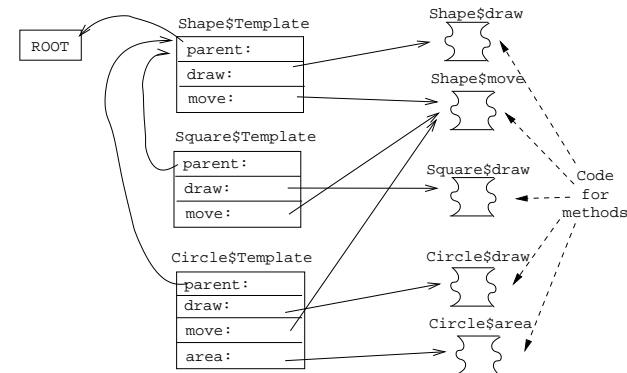 ROOT
Shape$Template
parent:
draw:
move:
Square$Template
parent:
draw:
move:
Circle$Template
parent:
draw:
move:
area:
Shape$draw
Shape$move
Square$draw
Circle$draw
Circle$area
Code
for
methods